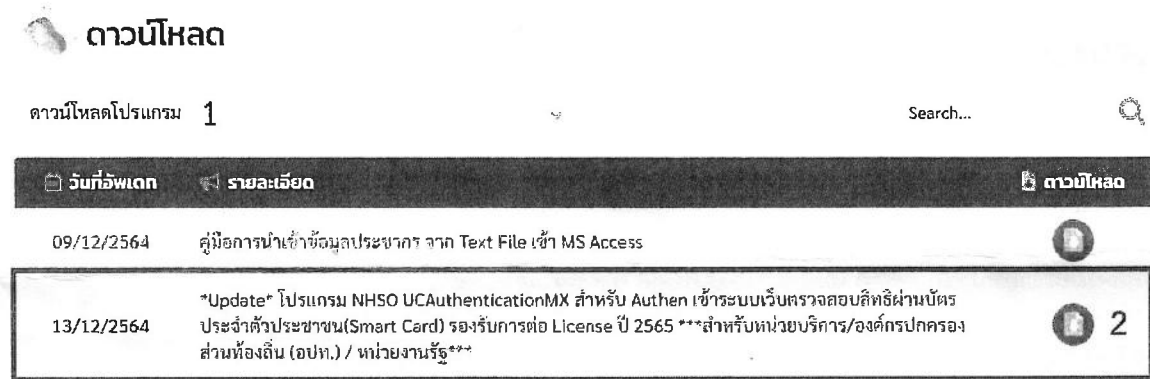 ดาวน์โหลด
ดาวน์โหลดโปรแกรม 1 Search...
วันที่อัพเดท รายละเอียด ดาวน์โหลด
09/12/2564 คู่มือการนำเข้าข้อมูลประชากร จาก Text File เข้า MS Access
*Update* โปรแกรม NHSO UCAuthenticationMX สำหรับ Authen เข้าระบบเว็บตรวจสอบสิทธิผ่านบัตร
13/12/2564 ประจำตัวประชาชน(Smart Card) รองรับการต่อ License ปี 2565 ***สำหรับหน่วยบริการ/องค์กรปกครอง 2
ส่วนท้องถิ่น (อปท.) / หน่วยงานรัฐ***